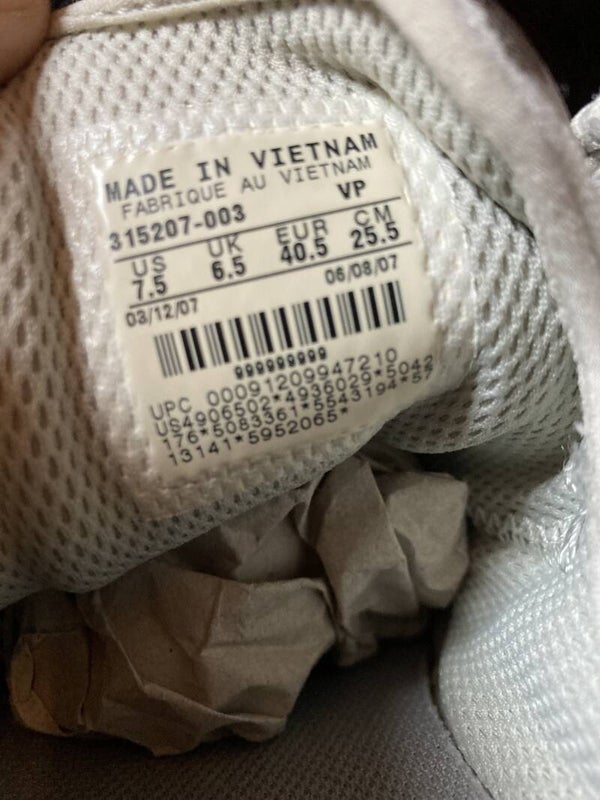 MADE IN VIETNAM
FABRIQUE AU VIETNAM
315207-003 VP
US UK EUR CM
7.5 6.5 40.5 25.5
03/12/07 06/08/07
999999999
UPC 00091209947210
US4906502*4936029*5042
176*5083361*5543194*57
13141*5952065*